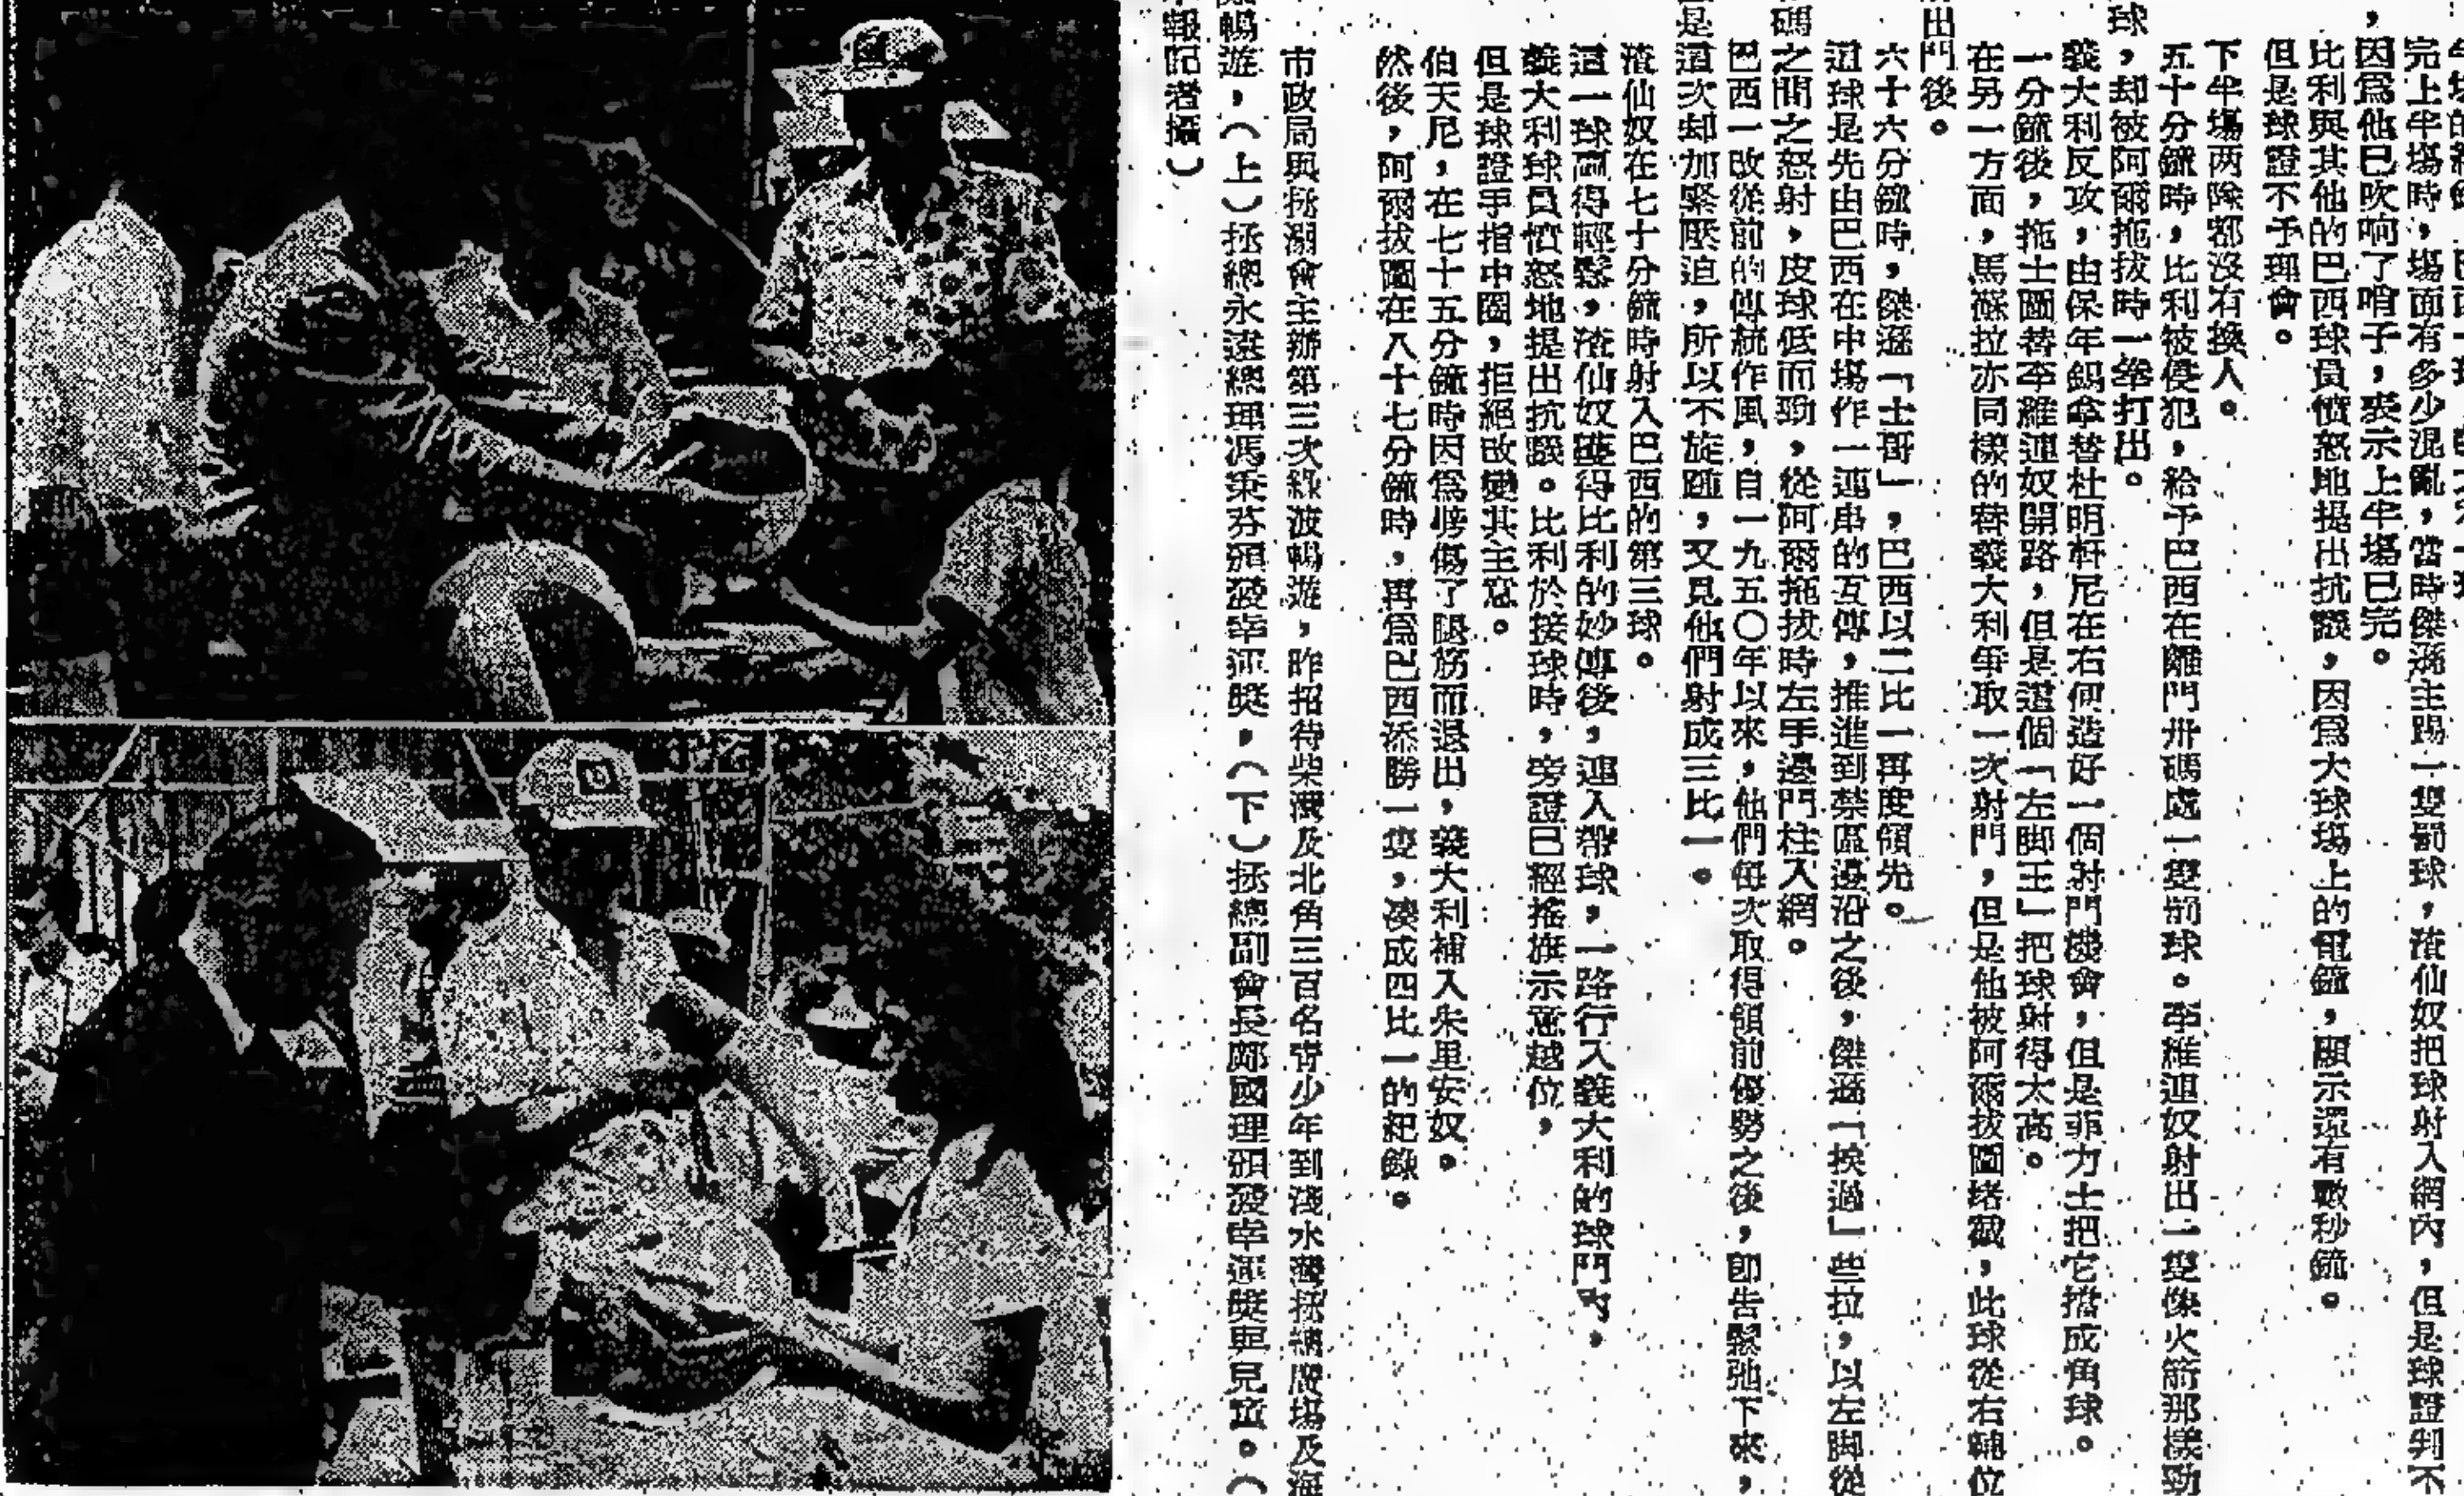 完上半場時，場面有多少混亂，當時傑遜主踢一隻罰球，渣仙奴把球射入網內，但是球證判不
，因爲他已吹响了哨子，表示上半場已完。
比利與其他的巴西球員憤怒地提出抗議，因爲大球場上的電鐘，顯示還有數秒鐘。
但是球證不予理會。
下半場两隊都沒有換人。
五十分鐘時，比利被侵犯，給予巴西在離門卅碼處一隻罰球。李維連奴射出一隻像火箭那樣勁
球，却被阿爾拖拔時一拳打出。
義大利反攻，由保年錫拿替杜明軒尼在右何造好一個射門機會，但是菲力士把它擋成角球。
一分鐘後，拖士圖替李維連奴開路，但是這個「左脚王」把球射得太高。
在另一方面，馬蘇拉亦同樣的替義大利爭取一次射門，但是他被阿爾拔圖堵截，此球從右輔位
出門後。
六十六分鐘時，傑遜「士哥」，巴西以二比一再度領先。
這球是先由巴西在中場作一連串的互傳，推進到禁區邊沿之後，傑遜「挨過」些拉，以左脚從
碼之間之怒射，皮球低而勁，從阿爾拖拔時左手邊門柱入網。
巴西一改從前的傳統作風，自一九五〇年以來，他們每次取得領前優勢之後，即告鬆弛下來，
是這次却加緊壓迫，所以不旋踵，又見他們射成三比一。
渣仙奴在七十分鐘時射入巴西的第三球。
這一球贏得輕鬆，渣仙奴獲得比利的妙傳後，連入帶球，一路行入義大利的球門內，
義大利球員憤怒地提出抗議。比利於接球時，旁證已經搖旗示意越位，
但是球證手指中圈，拒絕改變其主意。
伯天尼，在七十五分鐘時因爲傍傷了腿筋而退出，義大利補入朱里安奴。
然後，阿爾拔圖在八十七分鐘時，再爲巴西添勝一隻，湊成四比一的紀錄。
市政局與拯溺會主辦第三次綠波暢遊，昨招待柴灣及北角三百名青少年到淺水灣拯總廣場及海
暢遊，（上）拯總永遠總理馮秉芬頒發幸運獎，（下）拯總副會長鄺國理頒發幸運獎與兒童。（
報記者攝）